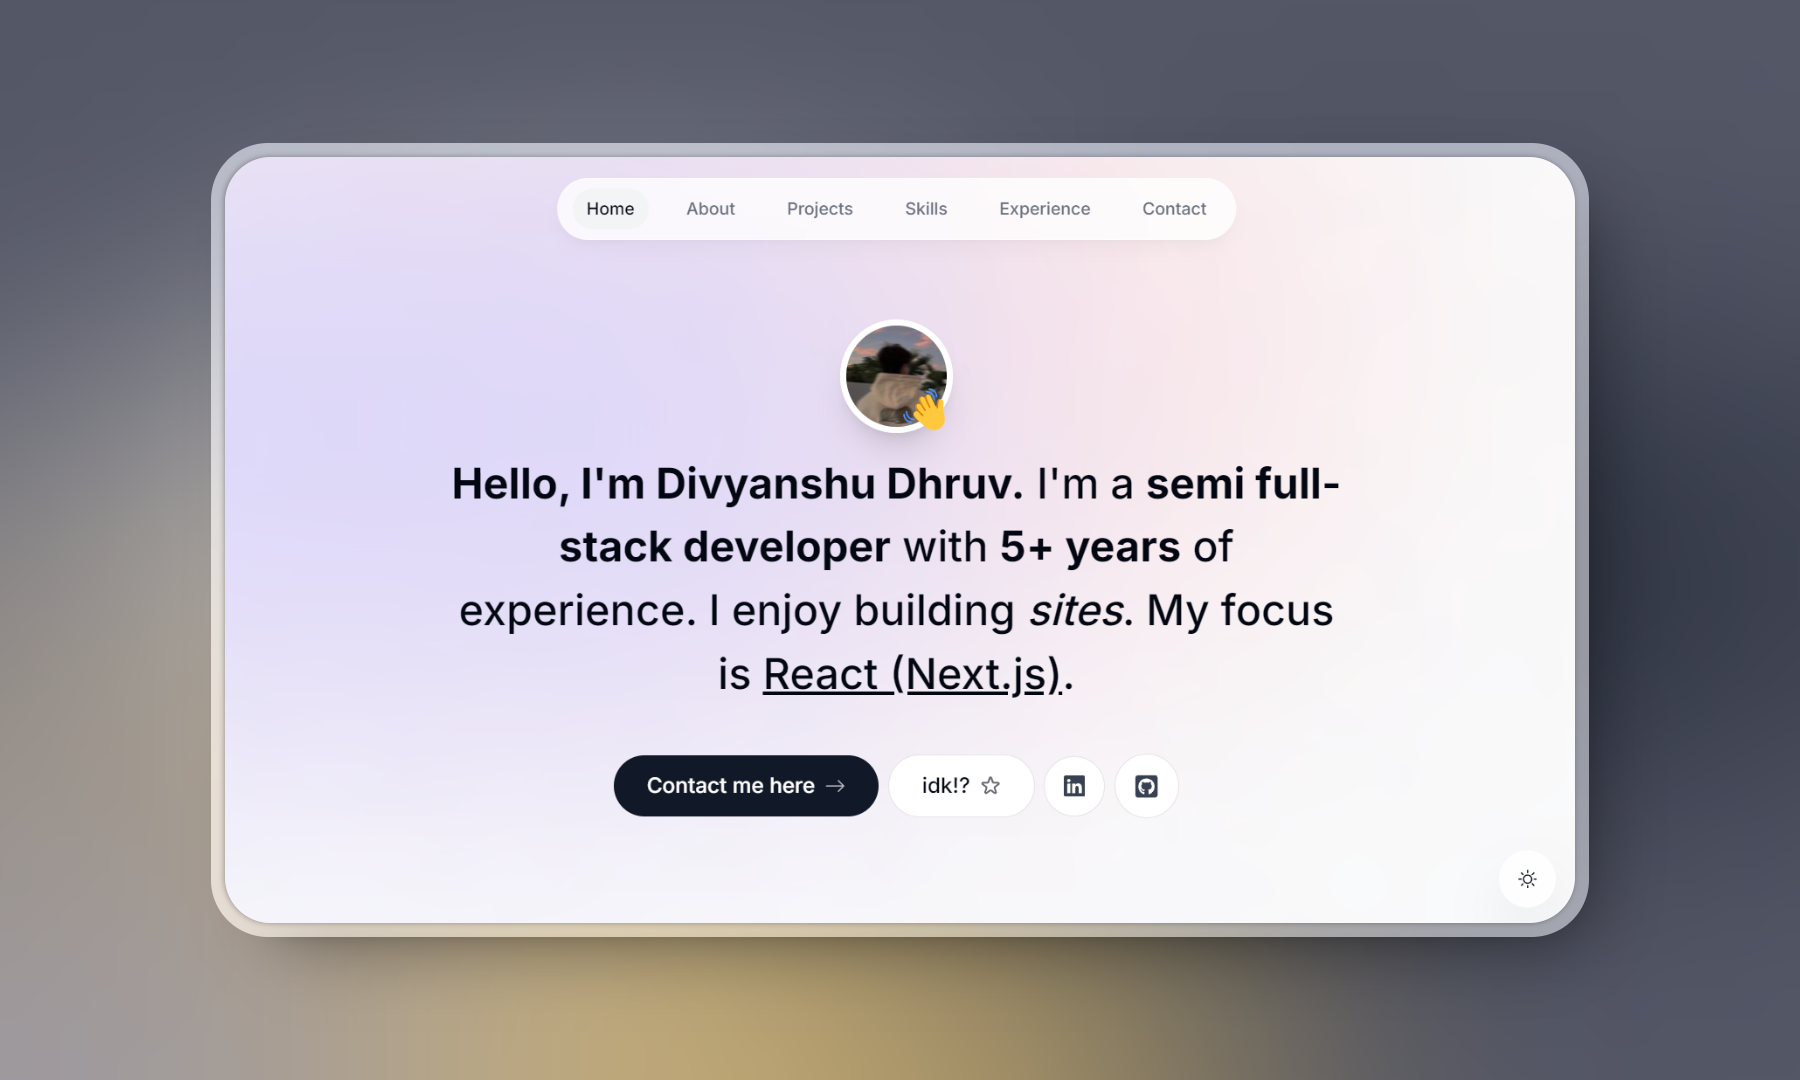 Home About Projects Skills Experience Contact
Hello, I'm Divyanshu Dhruv. I'm a semi full-
stack developer with 5+ years of
experience. I enjoy building sites. My focus
is React (Next.js).
Contact me here → idk!? in